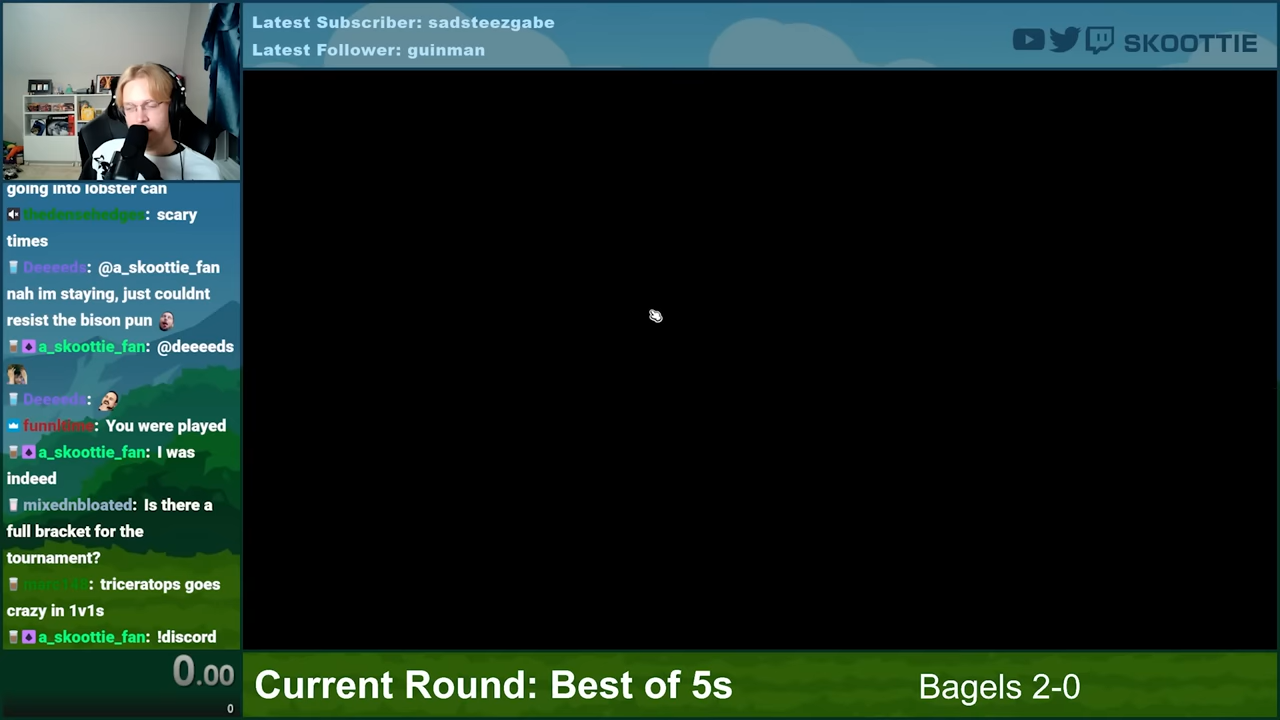 Latest Subscriber: sadsteezgabe
Latest Follower: guinman
SKOOTTIE
going into lobster can
thedensehedges: scary
times
Deeeeds: @a_skoottie_fan
nah im staying, just couldnt
resist the bison pun
a_skoottie_fan: @deeeeds
Deeeeds:
: You were played
a_skoottie_fan: I was
indeed
mixednbloated: Is there a
full bracket for the
tournament?
: triceratops goes
crazy in 1v1s
a_skoottie_fan: !discord
0.00
0
Current Round: Best of 5s
Bagels 2-0